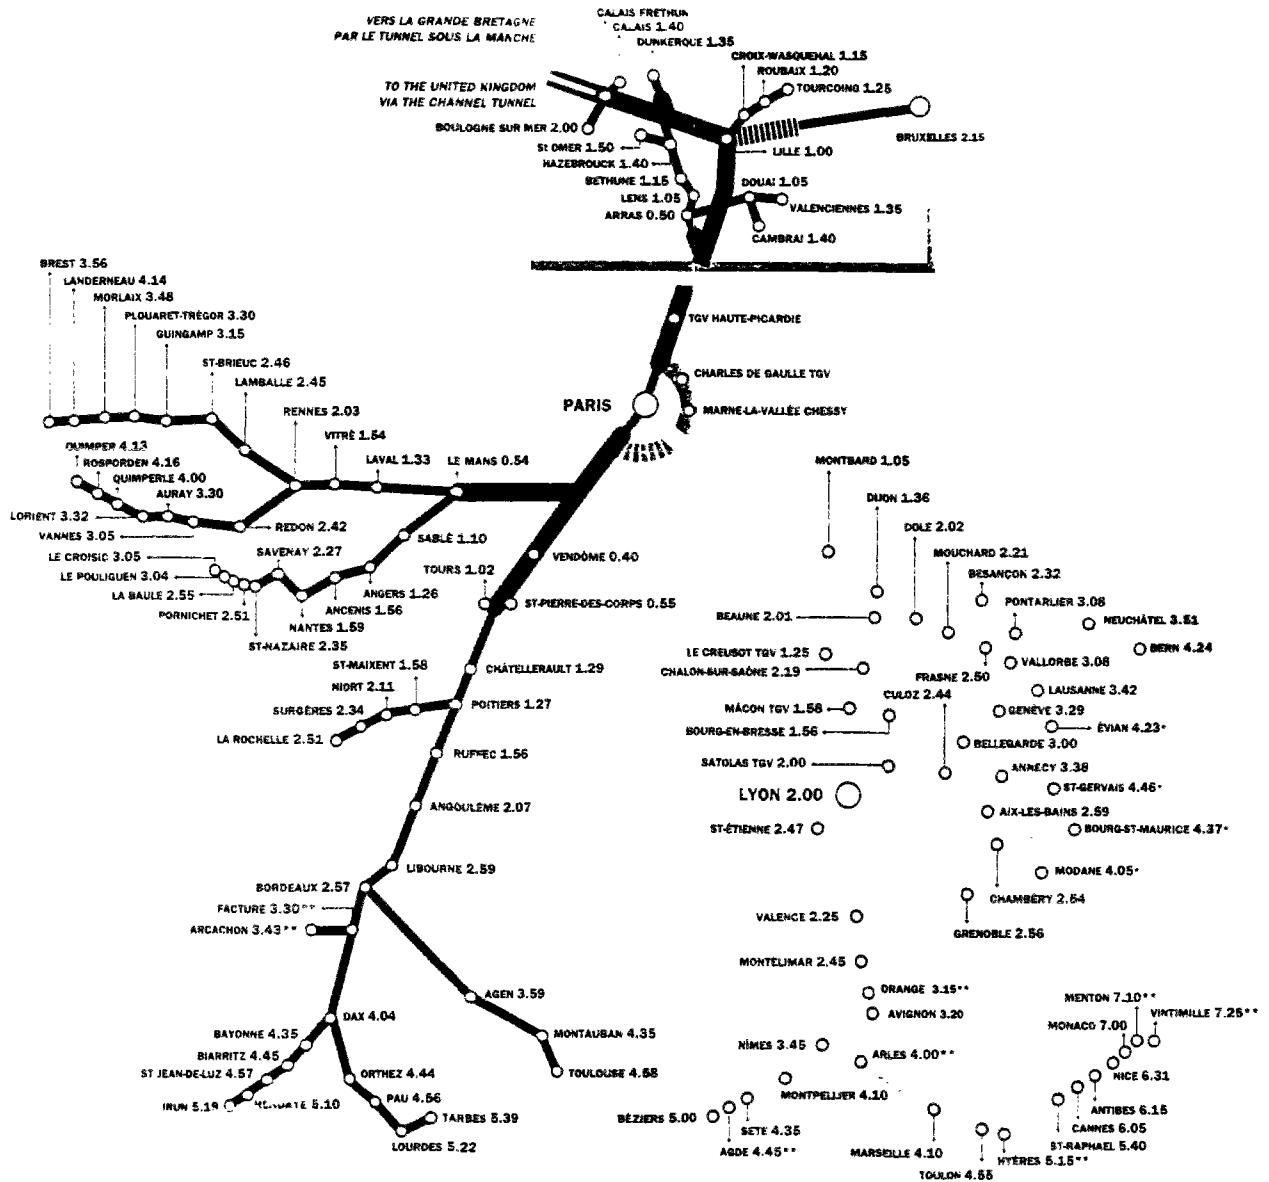 VERS LA GRANDE BRETAGNE
PAR LE TUNNEL SOUS LA MANCHE
TO THE UNITED KINGDOM
VIA THE CHANNEL TUNNEL
CALAIS FRETHUN
CALAIS 1.40
DUNKERQUE 1.35
CROIX-WASQUEHAL 1.15
ROUBAIX 1.20
TOURCOING 1.25
BRUXELLES 2.15
BOULOGNE SUR MER 2.00
St OMER 1.50
HAZEBROUCK 1.40
LILLE 1.00
BETHUNE 1.15
LENS 1.05
ARRAS 0.50
DOUAI 1.05
VALENCIENNES 1.35
CAMBRAI 1.40
TGV HAUTE-PICARDIE
CHARLES DE GAULLE TGV
MARNE-LA-VALLÉE CHESSY
PARIS
BREST 3.56
LANDERNEAU 4.14
MORLAIX 3.48
PLOUARET-TRÉGOR 3.30
GUINGAMP 3.15
ST-BRIEUC 2.46
LAMBALLE 2.45
RENNES 2.03
VITRÉ 1.54
LAVAL 1.33
LE MANS 0.54
QUIMPER 4.13
ROSPORDEN 4.16
QUIMPERLE 4.00
AURAY 3.30
LORIENT 3.32
VANNES 3.05
REDON 2.42
LE CROISIC 3.05
LE POULIGUEN 3.04
LA BAULE 2.55
PORNICHET 2.51
ST-NAZAIRE 2.35
SAVENAY 2.27
NANTES 1.59
ANCENIS 1.56
ANGERS 1.26
SABLÉ 1.10
VENDÔME 0.40
TOURS 1.02
ST-PIERRE-DES-CORPS 0.55
CHÂTELLERAULT 1.29
ST-MAIXENT 1.58
NIORT 2.11
SURGÈRES 2.34
LA ROCHELLE 2.51
POITIERS 1.27
RUFFEC 1.56
ANGOULÊME 2.07
LIBOURNE 2.59
BORDEAUX 2.57
FACTURE 3.30**
ARCACHON 3.43**
AGEN 3.59
MONTAUBAN 4.35
TOULOUSE 4.58
DAX 4.04
BAYONNE 4.35
BIARRITZ 4.45
ST JEAN-DE-LUZ 4.57
HENDAYE 5.10
IRUN 5.19
ORTHEZ 4.44
PAU 4.56
TARBES 5.39
LOURDES 5.22
MONTBARD 1.05
DIJON 1.36
DOLE 2.02
MOUCHARD 2.21
BESANÇON 2.32
PONTARLIER 3.08
NEUCHÂTEL 3.51
BERN 4.24
BEAUNE 2.01
LE CREUSOT TGV 1.25
CHALON-SUR-SAÔNE 2.19
FRASNE 2.50
VALLORBE 3.08
LAUSANNE 3.42
CULOZ 2.44
MÂCON TGV 1.58
BOURG-EN-BRESSE 1.56
GENÈVE 3.29
ÉVIAN 4.23*
BELLEGARDE 3.00
SATOLAS TGV 2.00
ANNECY 3.38
ST-GERVAIS 4.46*
LYON 2.00
AIX-LES-BAINS 2.59
ST-ÉTIENNE 2.47
BOURG-ST-MAURICE 4.37*
MODANE 4.05*
CHAMBÉRY 2.54
GRENOBLE 2.56
VALENCE 2.25
MONTÉLIMAR 2.45
ORANGE 3.15**
AVIGNON 3.20
NÎMES 3.45
ARLES 4.00**
MONTPELLIER 4.10
BÉZIERS 5.00
SETE 4.35
AGDE 4.45**
MARSEILLE 4.10
TOULON 4.55
HYÈRES 5.15**
ST-RAPHAEL 5.40
CANNES 6.05
ANTIBES 6.15
NICE 6.31
MONACO 7.00
MENTON 7.10**
VINTIMILLE 7.25**